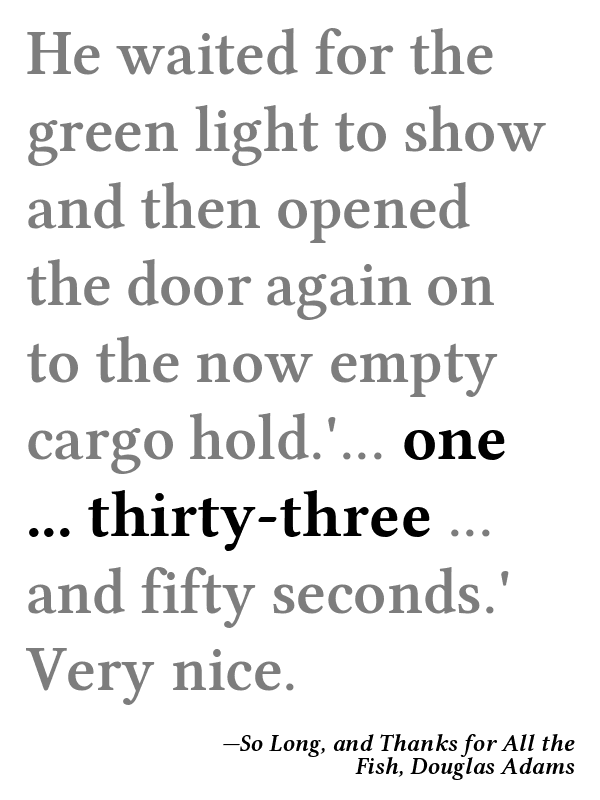 He waited for the
green light to show
and then opened
the door again on
to the now empty
cargo hold.'... one
... thirty-three ...
and fifty seconds.'
Very nice.
—So Long, and Thanks for All the
Fish, Douglas Adams